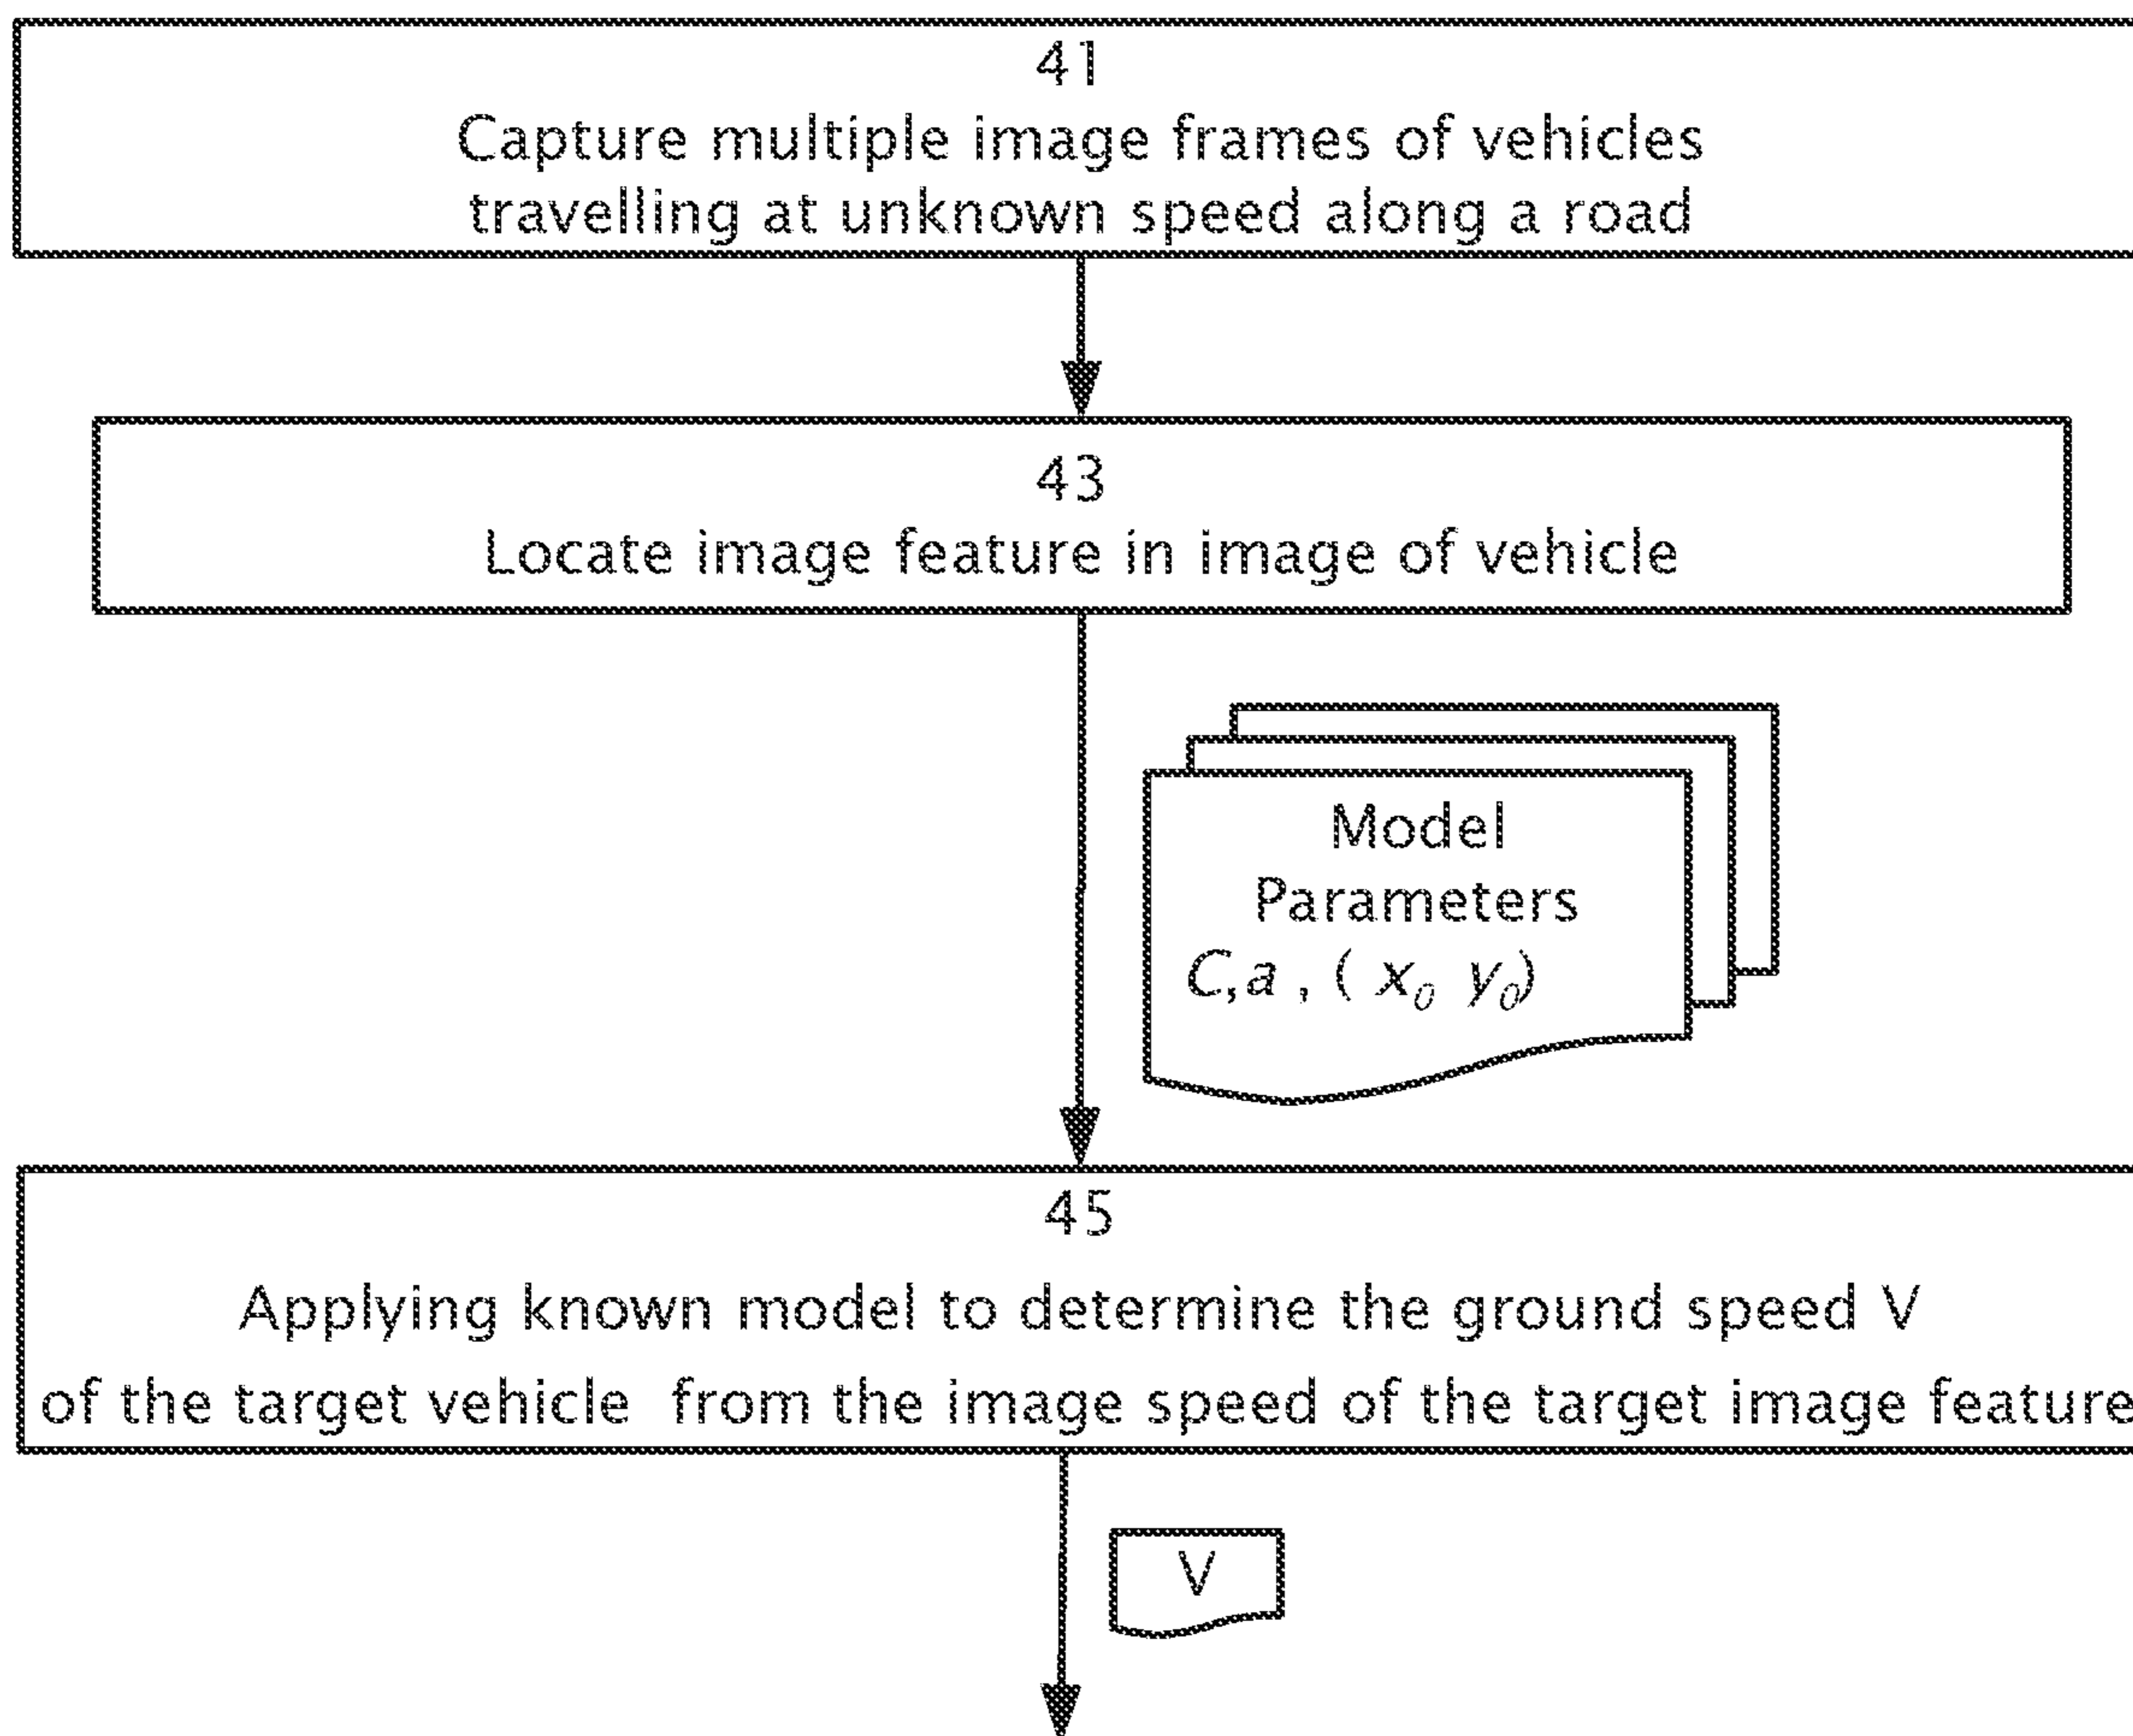 41
Capture multiple image frames of vehicles
travelling at unknown speed along a road
43
Locate image feature in image of vehicle
Model
Parameters
C,a , ( x₀ y₀)
45
Applying known model to determine the ground speed V
of the target vehicle from the image speed of the target image feature
V